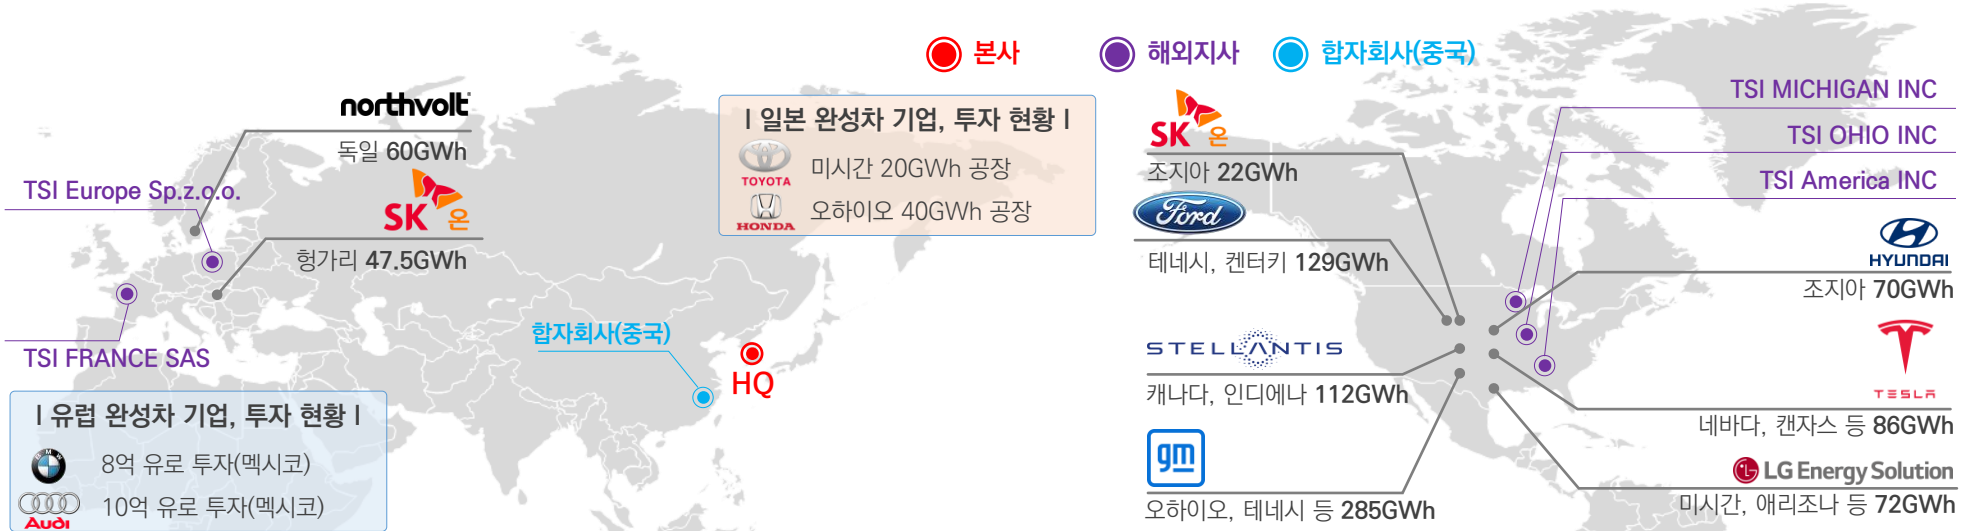 본사
해외지사
합자회사(중국)
northvolt
독일 60GWh
SK온
헝가리 47.5GWh
TSI Europe Sp.z.o.o.
TSI FRANCE SAS
I 유럽 완성차 기업, 투자 현황 I
BMW
8억 유로 투자(멕시코)
Audi
10억 유로 투자(멕시코)
I 일본 완성차 기업, 투자 현황 I
TOYOTA
미시간 20GWh 공장
HONDA
오하이오 40GWh 공장
합자회사(중국)
HQ
SK온
조지아 22GWh
Ford
테네시, 켄터키 129GWh
STELLANTIS
캐나다, 인디에나 112GWh
gm
오하이오, 테네시 등 285GWh
TSI MICHIGAN INC
TSI OHIO INC
TSI America INC
HYUNDAI
조지아 70GWh
TESLA
네바다, 캔자스 등 86GWh
LG Energy Solution
미시간, 애리조나 등 72GWh